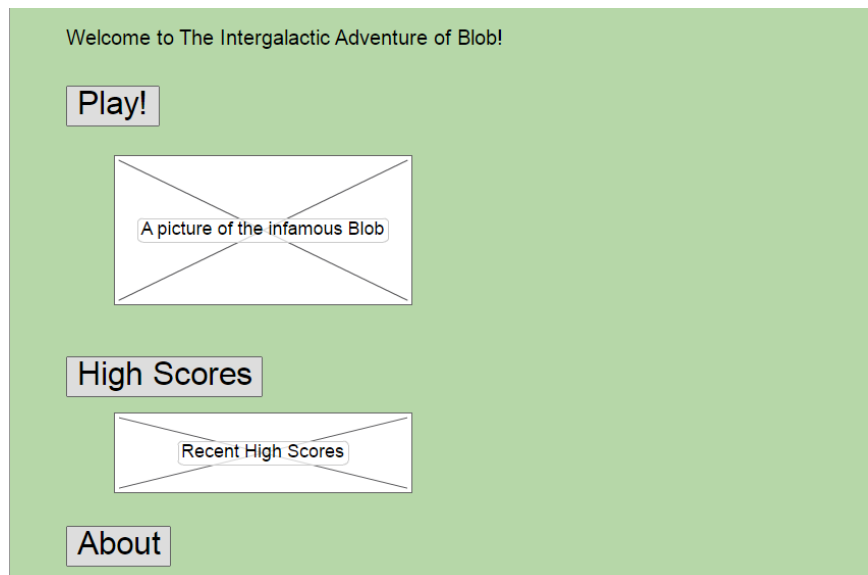 Welcome to The Intergalactic Adventure of Blob!
Play!
A picture of the infamous Blob
High Scores
Recent High Scores
About